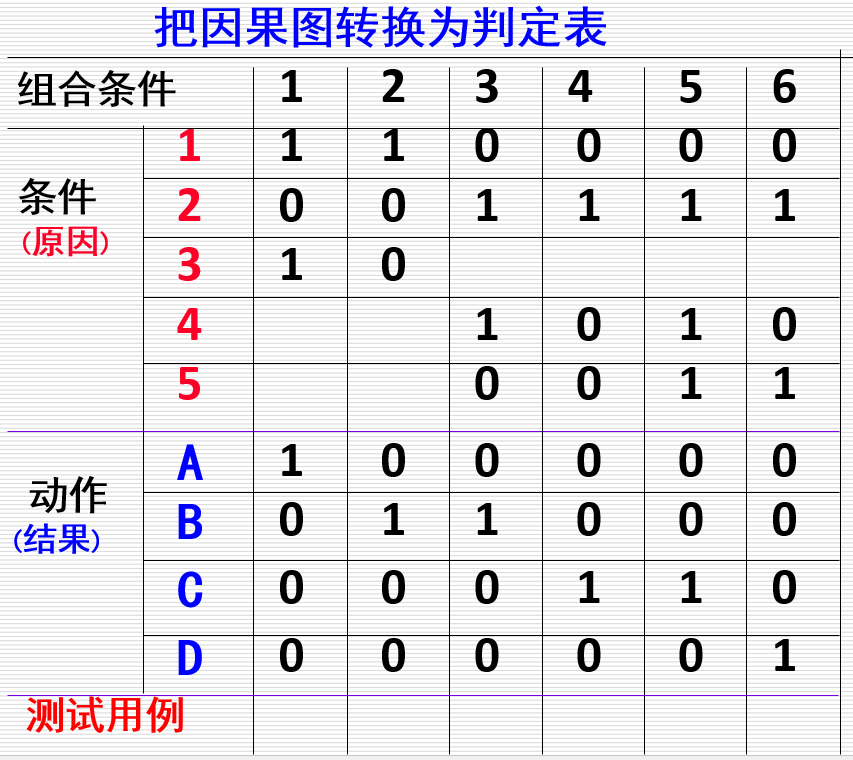 把因果图转换为判定表
组合条件 1 2 3 4 5 6
条件
(原因)
1 1 1 0 0 0 0
2 0 0 1 1 1 1
3 1 0
4 1 0 1 0
5 0 0 1 1
动作
(结果)
A 1 0 0 0 0 0
B 0 1 1 0 0 0
C 0 0 0 1 1 0
D 0 0 0 0 0 1
测试用例